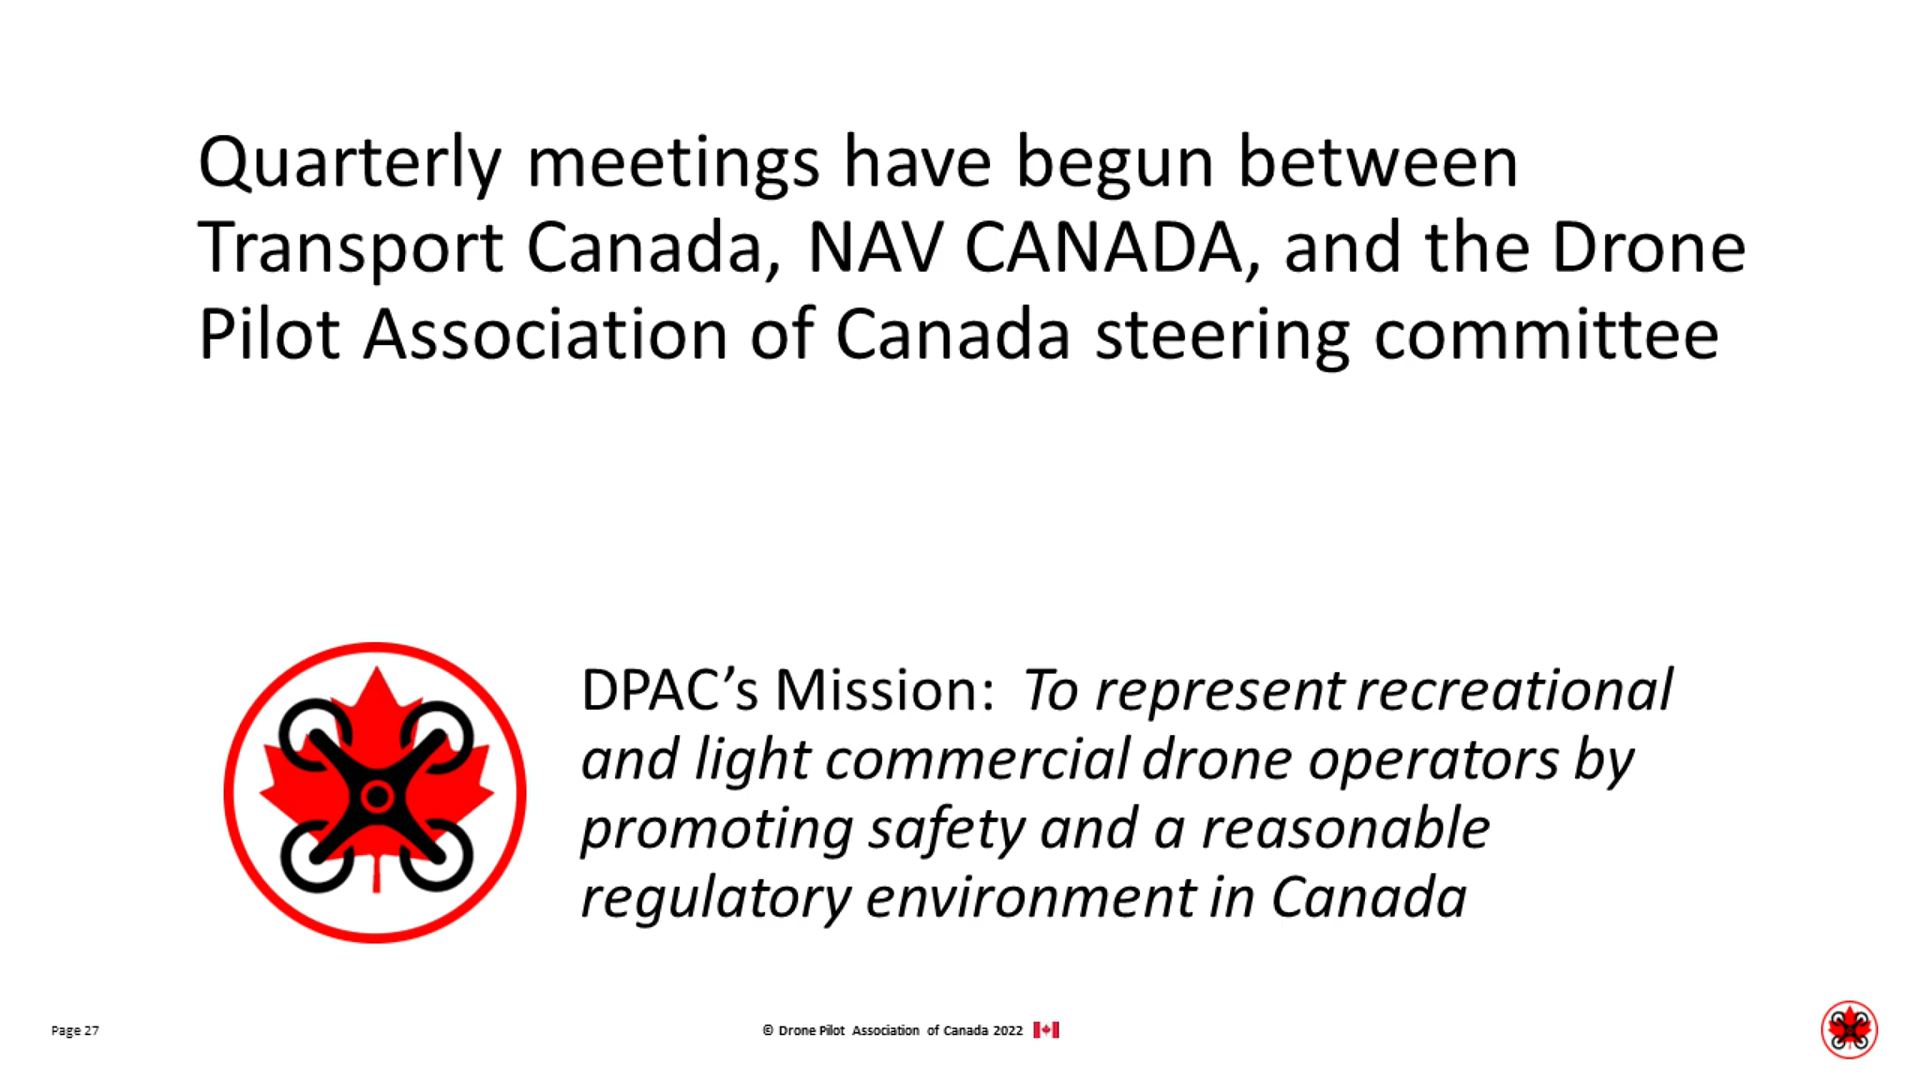 Quarterly meetings have begun between
Transport Canada, NAV CANADA, and the Drone
Pilot Association of Canada steering committee
DPAC’s Mission: To represent recreational
and light commercial drone operators by
promoting safety and a reasonable
regulatory environment in Canada
Page 27
© Drone Pilot Association of Canada 2022